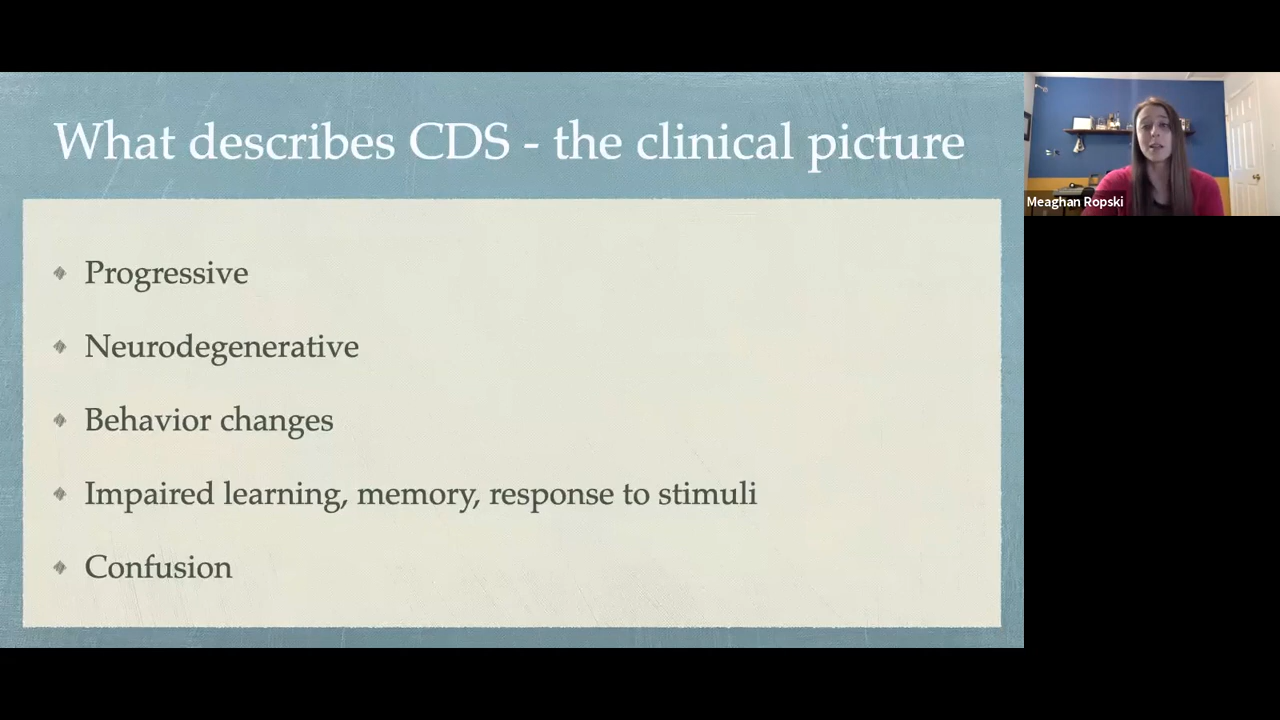 What describes CDS - the clinical picture
Progressive
Neurodegenerative
Behavior changes
Impaired learning, memory, response to stimuli
Confusion
Meaghan Ropski